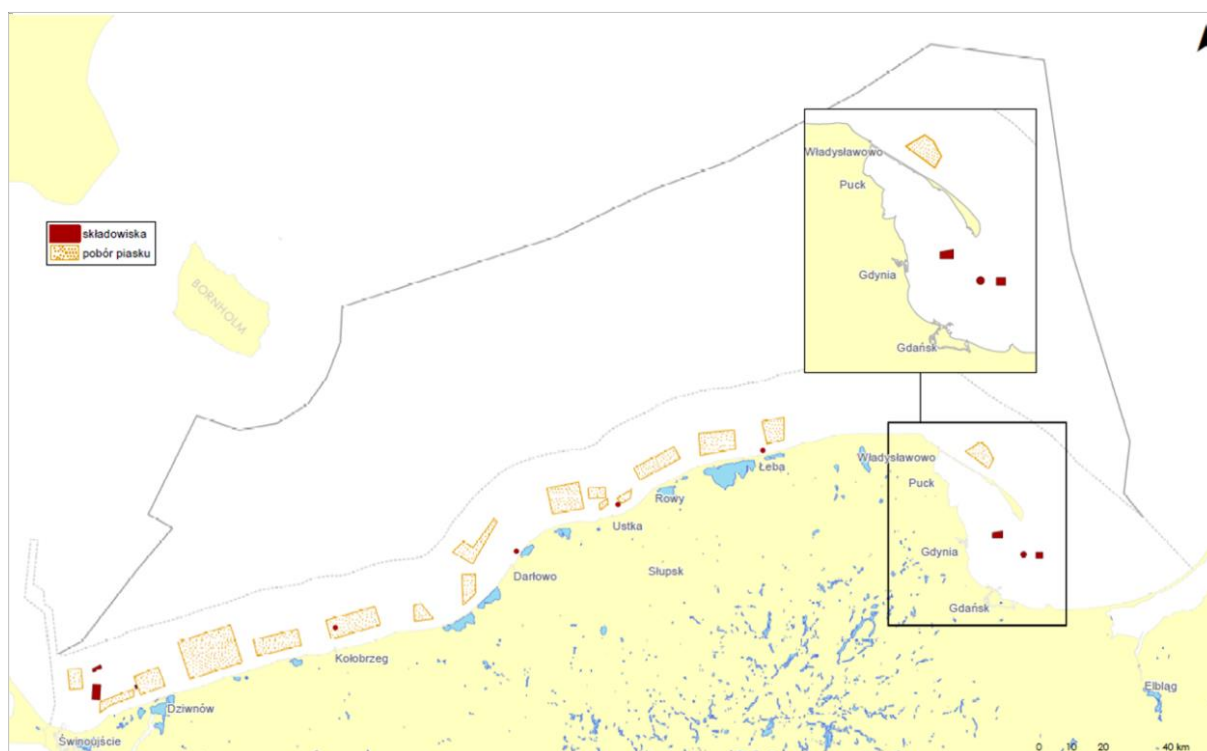 Władysławowo
Puck
Gdynia
Gdańsk
składowiska
pobór piasku
BORNHOLM
Łeba
Władysławowo
Rowy
Puck
Ustka
Gdynia
Darłowo
Słupsk
Gdańsk
Kołobrzeg
Elbląg
Dziwnów
Świnoujście
0 10 20 40 km